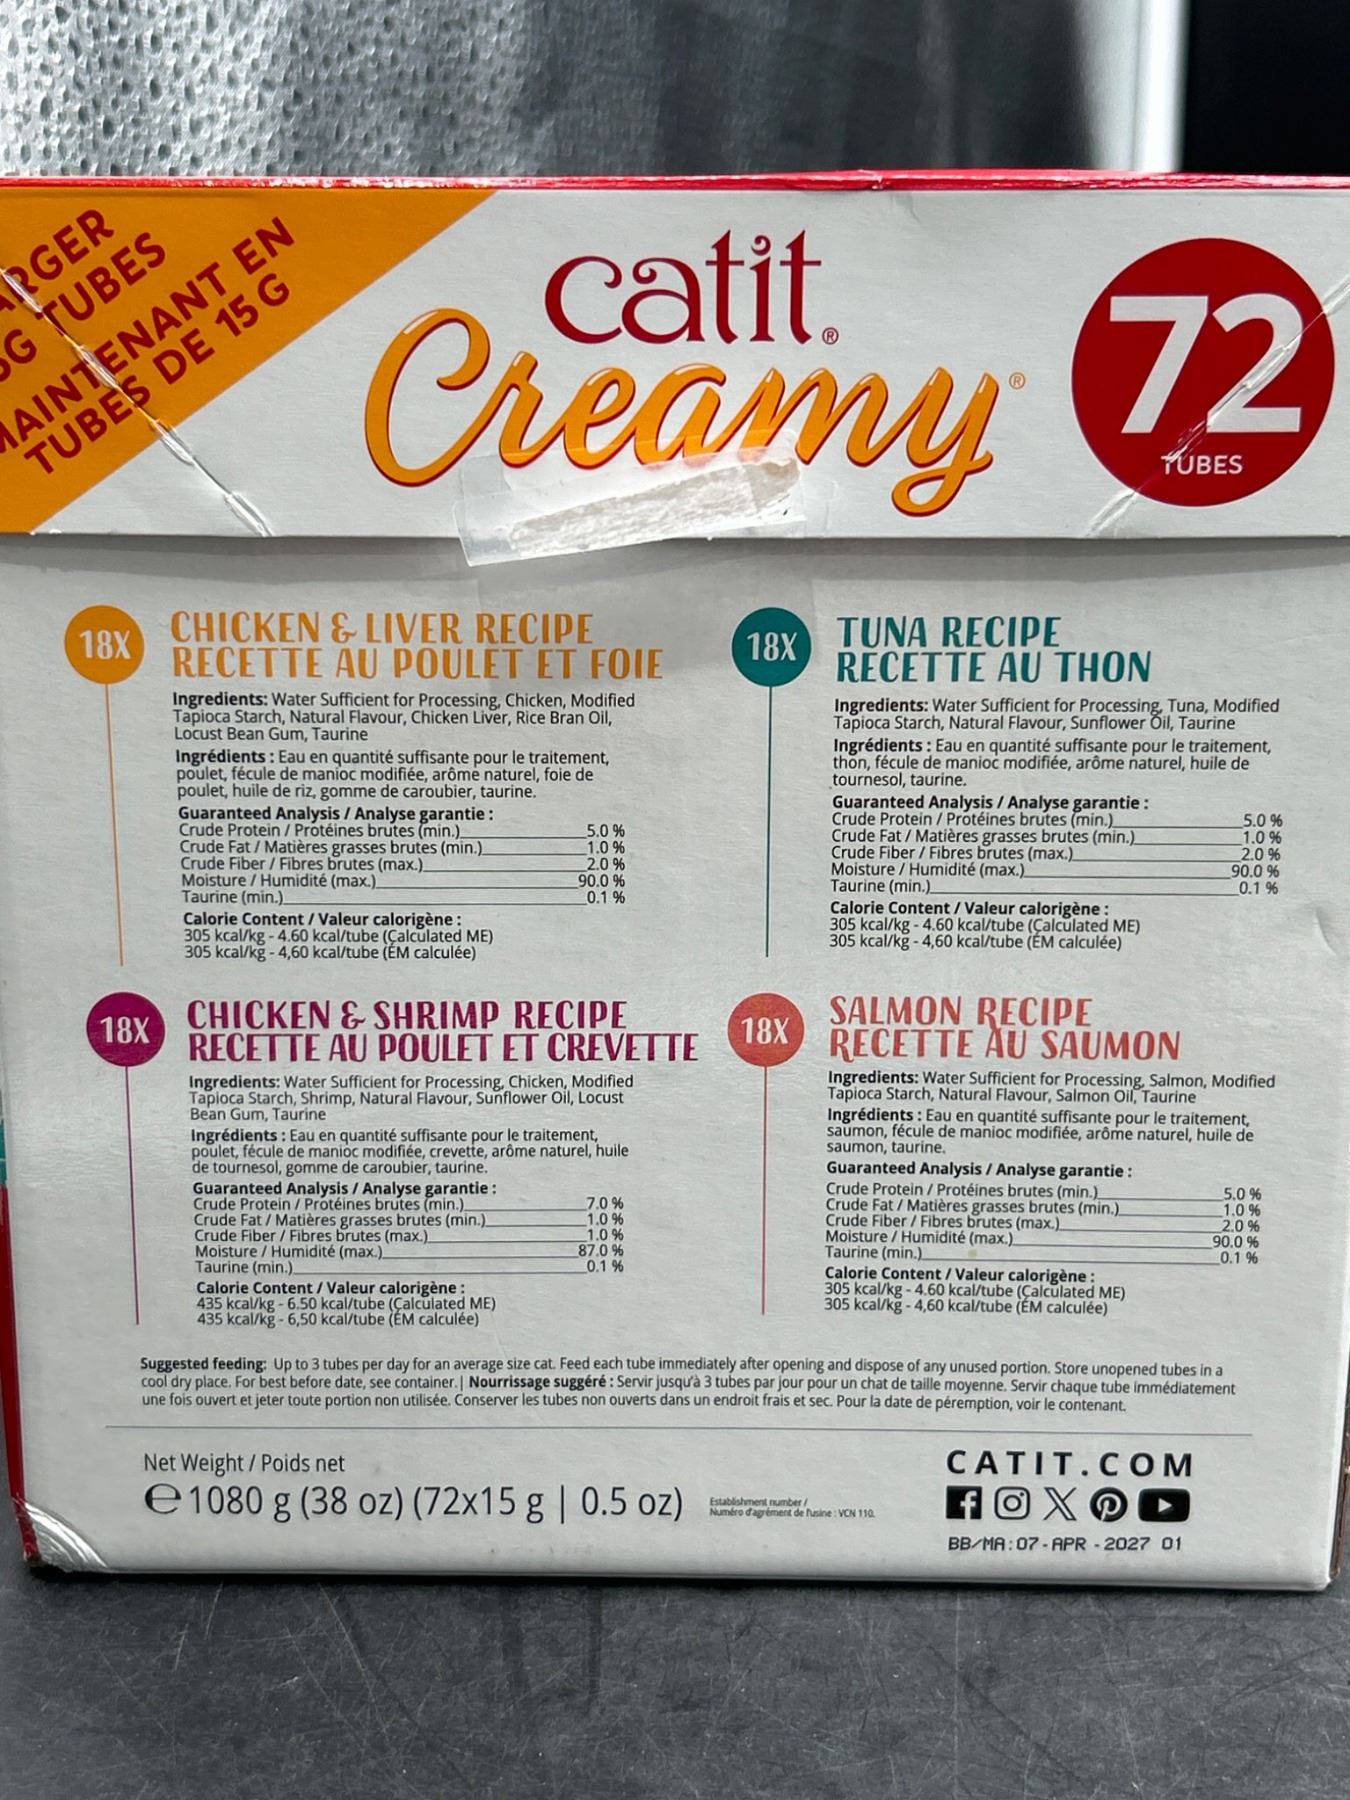 RGER
G TUBES
MAINTENANT EN
TUBES DE 15 G
catit®
Creamy®
72
TUBES
18X
CHICKEN & LIVER RECIPE
RECETTE AU POULET ET FOIE
Ingredients: Water Sufficient for Processing, Chicken, Modified
Tapioca Starch, Natural Flavour, Chicken Liver, Rice Bran Oil,
Locust Bean Gum, Taurine
Ingrédients : Eau en quantité suffisante pour le traitement,
poulet, fécule de manioc modifiée, arôme naturel, foie de
poulet, huile de riz, gomme de caroubier, taurine.
Guaranteed Analysis / Analyse garantie :
Crude Protein / Protéines brutes (min.) 5.0 %
Crude Fat / Matières grasses brutes (min.) 1.0 %
Crude Fiber / Fibres brutes (max.) 2.0 %
Moisture / Humidité (max.) 90.0 %
Taurine (min.) 0.1 %
Calorie Content / Valeur calorigène :
305 kcal/kg - 4.60 kcal/tube (Calculated ME)
305 kcal/kg - 4,60 kcal/tube (ÉM calculée)
18X
TUNA RECIPE
RECETTE AU THON
Ingredients: Water Sufficient for Processing, Tuna, Modified
Tapioca Starch, Natural Flavour, Sunflower Oil, Taurine
Ingrédients : Eau en quantité suffisante pour le traitement,
thon, fécule de manioc modifiée, arôme naturel, huile de
tournesol, taurine.
Guaranteed Analysis / Analyse garantie :
Crude Protein / Protéines brutes (min.) 5.0 %
Crude Fat / Matières grasses brutes (min.) 1.0 %
Crude Fiber / Fibres brutes (max.) 2.0 %
Moisture / Humidité (max.) 90.0 %
Taurine (min.) 0.1 %
Calorie Content / Valeur calorigène :
305 kcal/kg - 4.60 kcal/tube (Calculated ME)
305 kcal/kg - 4,60 kcal/tube (ÉM calculée)
18X
CHICKEN & SHRIMP RECIPE
RECETTE AU POULET ET CREVETTE
Ingredients: Water Sufficient for Processing, Chicken, Modified
Tapioca Starch, Shrimp, Natural Flavour, Sunflower Oil, Locust
Bean Gum, Taurine
Ingrédients : Eau en quantité suffisante pour le traitement,
poulet, fécule de manioc modifiée, crevette, arôme naturel, huile
de tournesol, gomme de caroubier, taurine.
Guaranteed Analysis / Analyse garantie :
Crude Protein / Protéines brutes (min.) 7.0 %
Crude Fat / Matières grasses brutes (min.) 1.0 %
Crude Fiber / Fibres brutes (max.) 1.0 %
Moisture / Humidité (max.) 87.0 %
Taurine (min.) 0.1 %
Calorie Content / Valeur calorigène :
435 kcal/kg - 6.50 kcal/tube (Calculated ME)
435 kcal/kg - 6,50 kcal/tube (ÉM calculée)
18X
SALMON RECIPE
RECETTE AU SAUMON
Ingredients: Water Sufficient for Processing, Salmon, Modified
Tapioca Starch, Natural Flavour, Salmon Oil, Taurine
Ingrédients : Eau en quantité suffisante pour le traitement,
saumon, fécule de manioc modifiée, arôme naturel, huile de
saumon, taurine.
Guaranteed Analysis / Analyse garantie :
Crude Protein / Protéines brutes (min.) 5.0 %
Crude Fat / Matières grasses brutes (min.) 1.0 %
Crude Fiber / Fibres brutes (max.) 2.0 %
Moisture / Humidité (max.) 90.0 %
Taurine (min.) 0.1 %
Calorie Content / Valeur calorigène :
305 kcal/kg - 4.60 kcal/tube (Calculated ME)
305 kcal/kg - 4,60 kcal/tube (ÉM calculée)
Suggested feeding: Up to 3 tubes per day for an average size cat. Feed each tube immediately after opening and dispose of any unused portion. Store unopened tubes in a
cool dry place. For best before date, see container. | Nourrissage suggéré : Servir jusqu'à 3 tubes par jour pour un chat de taille moyenne. Servir chaque tube immédiatement
une fois ouvert et jeter toute portion non utilisée. Conserver les tubes non ouverts dans un endroit frais et sec. Pour la date de péremption, voir le contenant.
Net Weight / Poids net
℮ 1080 g (38 oz) (72x15 g | 0.5 oz)
Establishment number /
Numéro d'agrément de l'usine : VCN 110.
CATIT.COM
BB/MA : 07 - APR - 2027 01